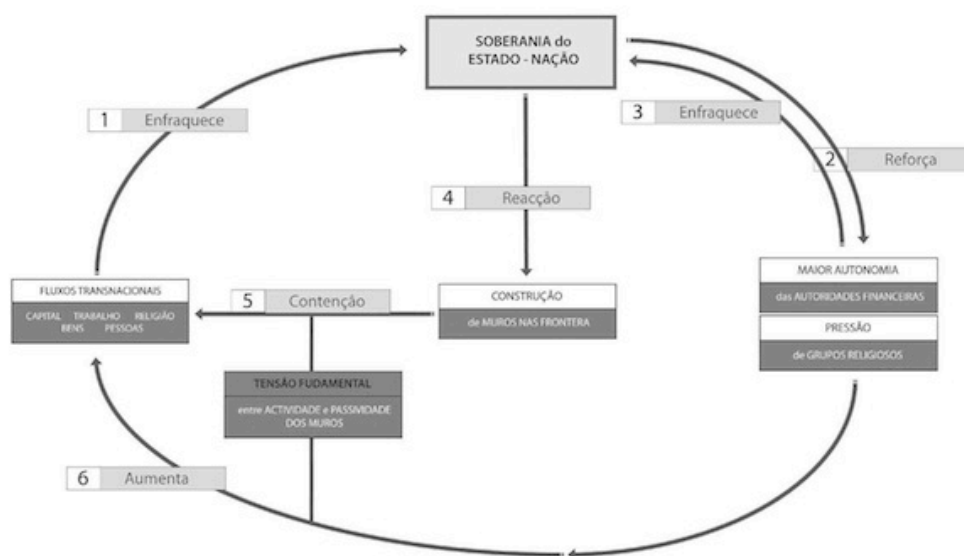 SOBERANIA do
ESTADO - NAÇÃO
1 Enfraquece
3 Enfraquece
2 Reforça
4 Reacção
MAIOR AUTONOMIA
das AUTORIDADES FINANCEIRAS
PRESSÃO
de GRUPOS RELIGIOSOS
FLUXOS TRANSNACIONAIS
CAPITAL TRABALHO RELIGIÃO
BENS PESSOAS
5 Contenção
CONSTRUÇÃO
de MUROS NAS FRONTERA
TENSÃO FUDAMENTAL
entre ACTIVIDADE e PASSIVIDADE
DOS MUROS
6 Aumenta